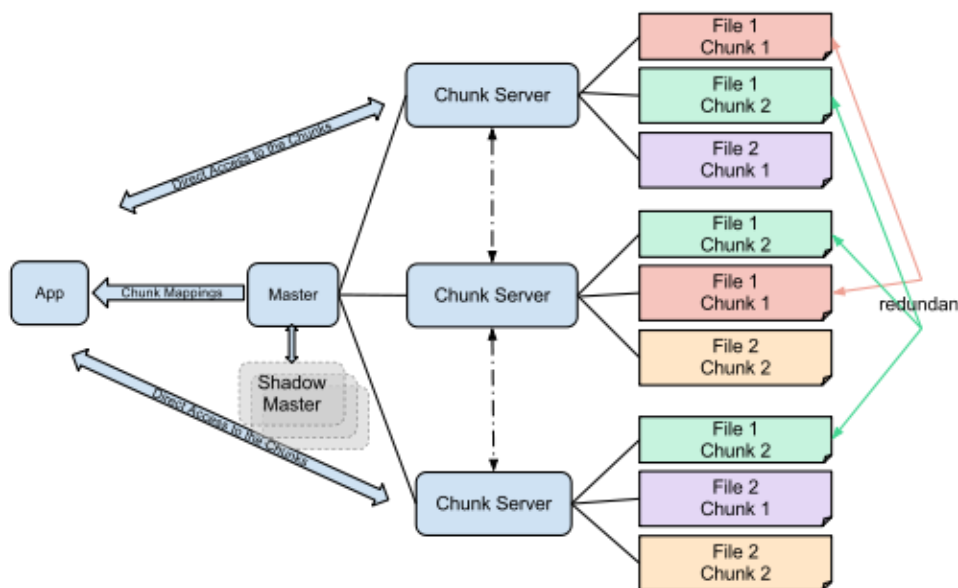 File 1
Chunk 1
File 1
Chunk 2
File 2
Chunk 1
Chunk Server
Direct Access to the Chunks
File 1
Chunk 2
File 1
Chunk 1
File 2
Chunk 2
Chunk Server
App
Chunk Mappings
Master
redundan
Shadow
Master
Direct Access to the Chunks
File 1
Chunk 2
File 2
Chunk 1
File 2
Chunk 2
Chunk Server